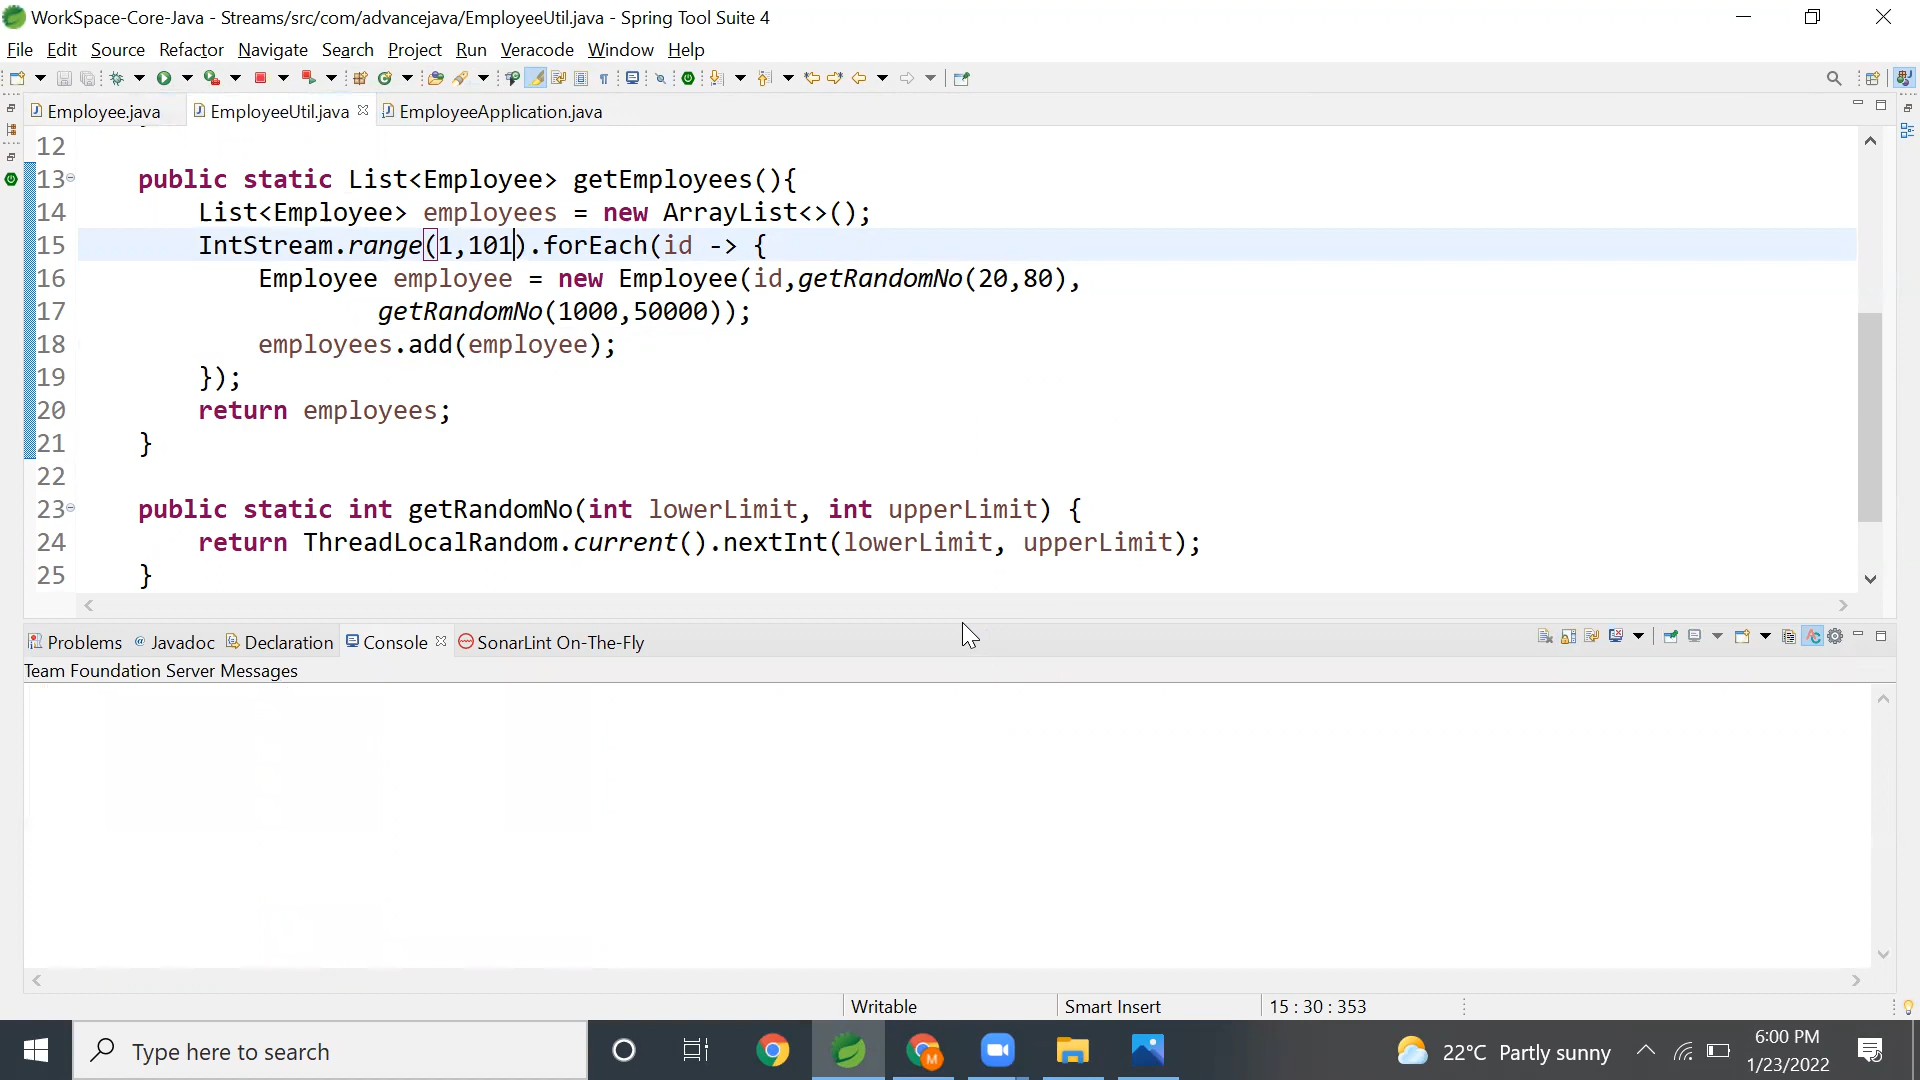 WorkSpace-Core-Java - Streams/src/com/advancejava/EmployeeUtil.java - Spring Tool Suite 4
File Edit Source Refactor Navigate Search Project Run Veracode Window Help
Employee.java EmployeeUtil.java EmployeeApplication.java
12
13 public static List<Employee> getEmployees(){
14 List<Employee> employees = new ArrayList<>();
15 IntStream.range(1,101).forEach(id -> {
16 Employee employee = new Employee(id,getRandomNo(20,80),
17 getRandomNo(1000,50000));
18 employees.add(employee);
19 });
20 return employees;
21 }
22
23 public static int getRandomNo(int lowerLimit, int upperLimit) {
24 return ThreadLocalRandom.current().nextInt(lowerLimit, upperLimit);
25 }
Problems @ Javadoc Declaration Console SonarLint On-The-Fly
Team Foundation Server Messages
Writable Smart Insert 15 : 30 : 353
Type here to search 22°C Partly sunny 6:00 PM
1/23/2022